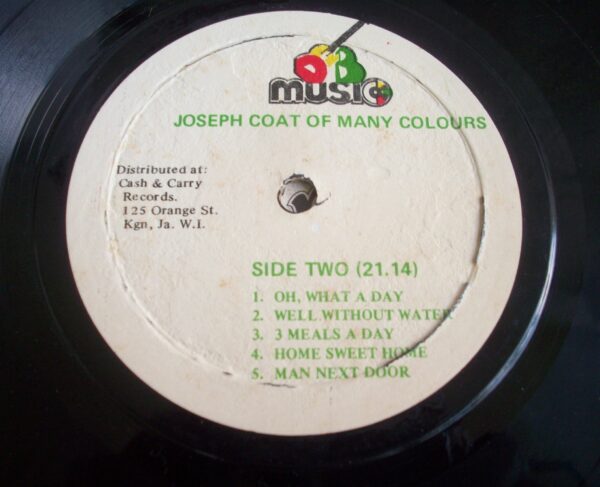 DEB
MUSIC
JOSEPH COAT OF MANY COLOURS
Distributed at:
Cash & Carry
Records.
125 Orange St.
Kgn, Ja. W.I.
SIDE TWO (21.14)
1. OH, WHAT A DAY
2. WELL WITHOUT WATER
3. 3 MEALS A DAY
4. HOME SWEET HOME
5. MAN NEXT DOOR